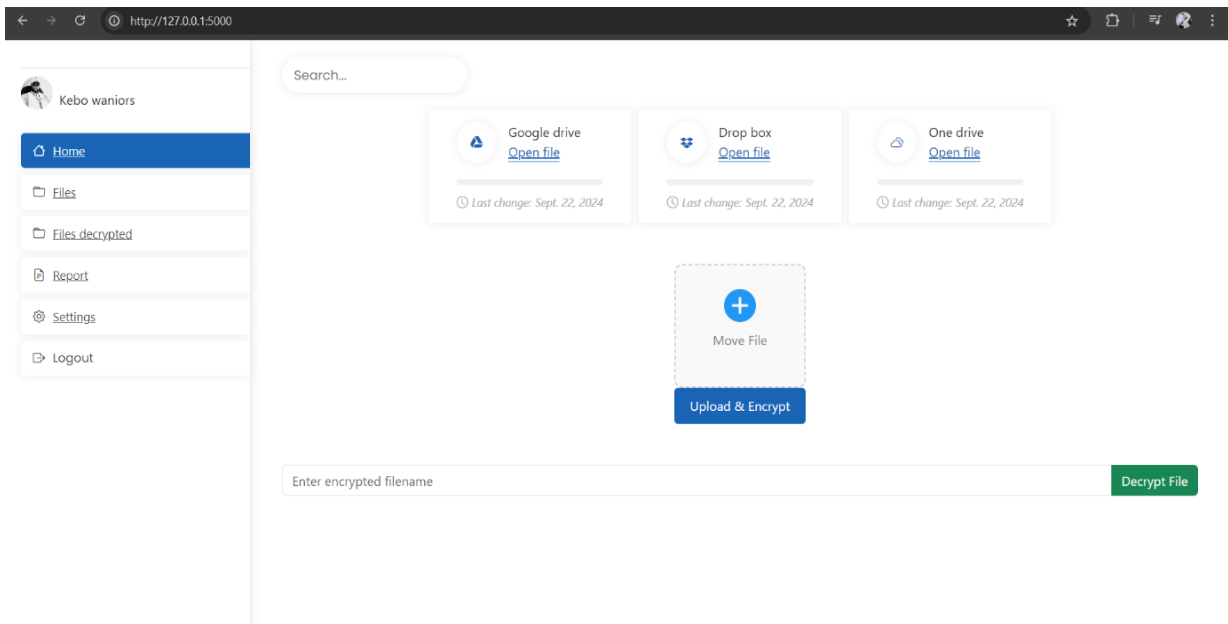 http://127.0.0.1:5000
Search...
Kebo waniors
Home
Files
Files decrypted
Report
Settings
Logout
Google drive
Open file
Last change: Sept. 22, 2024
Drop box
Open file
Last change: Sept. 22, 2024
One drive
Open file
Last change: Sept. 22, 2024
Move File
Upload & Encrypt
Enter encrypted filename
Decrypt File